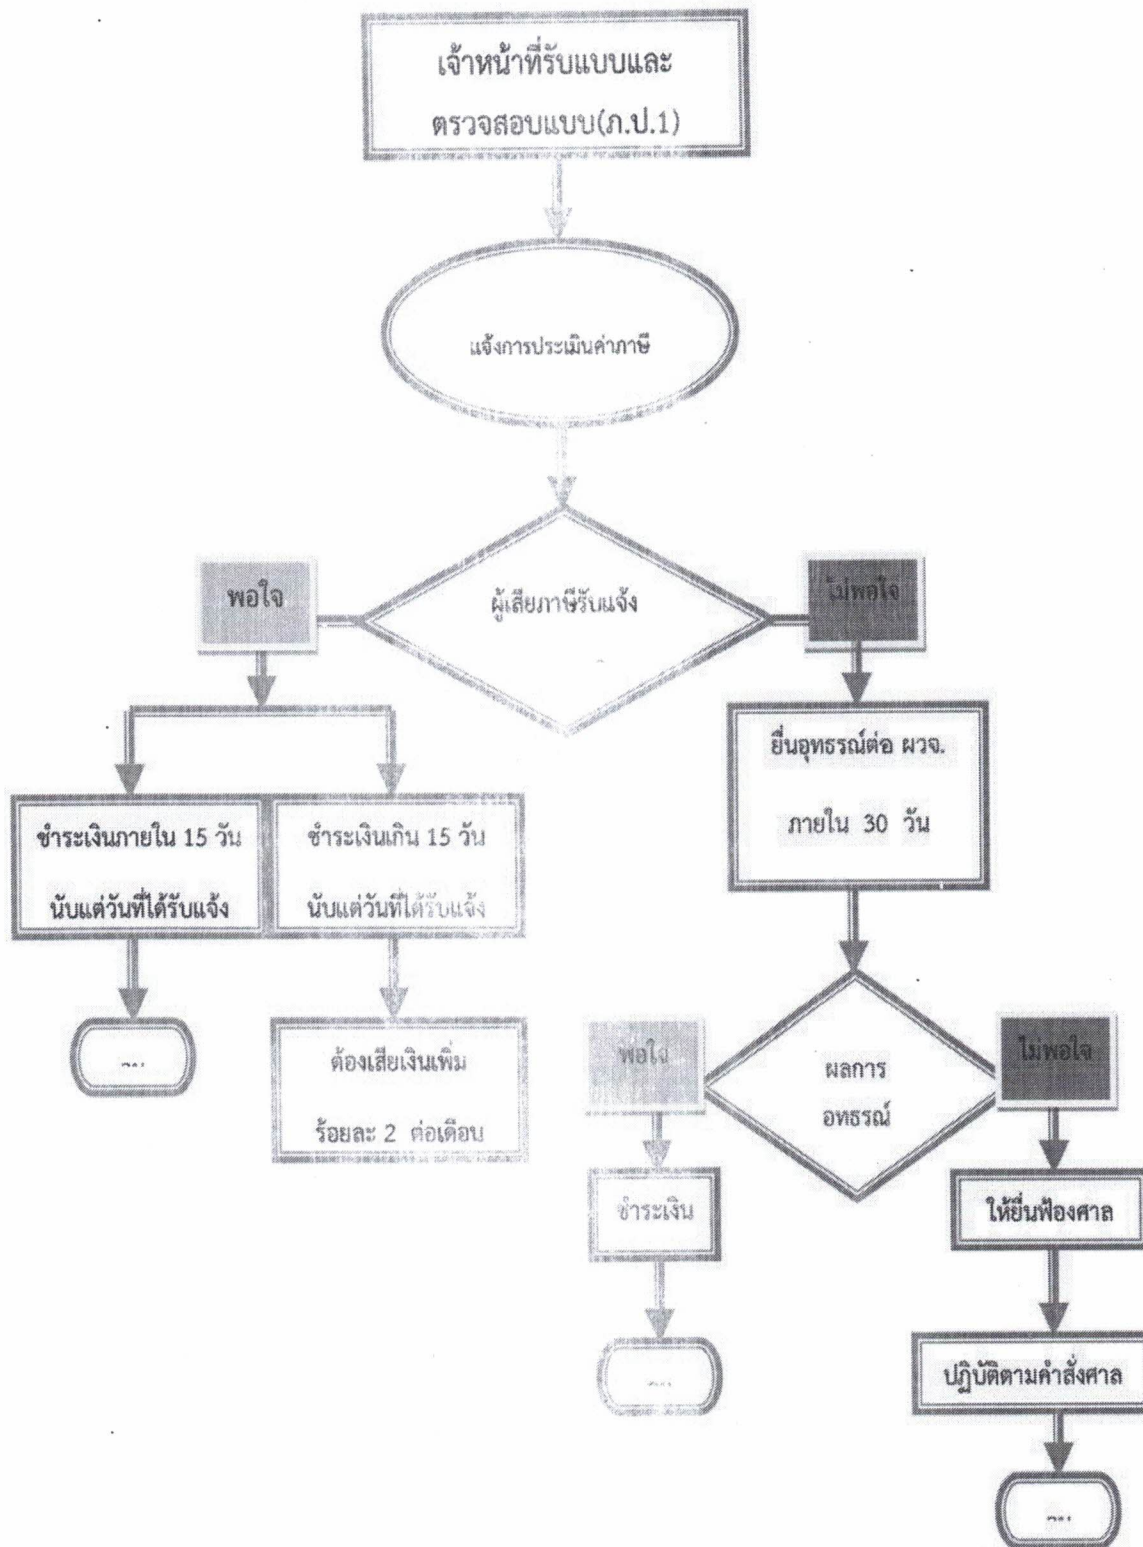 เจ้าหน้าที่รับแบบและ
ตรวจสอบแบบ(ภ.ป.1)
แจ้งการประเมินค่าภาษี
ผู้เสียภาษีรับแจ้ง
พอใจ
ไม่พอใจ
ชำระเงินภายใน 15 วัน
นับแต่วันที่ได้รับแจ้ง
ชำระเงินเกิน 15 วัน
นับแต่วันที่ได้รับแจ้ง
ต้องเสียเงินเพิ่ม
ร้อยละ 2 ต่อเดือน
ยื่นอุทธรณ์ต่อ ผวจ.
ภายใน 30 วัน
ผลการ
อทธรณ์
พอใจ
ไม่พอใจ
ชำระเงิน
ให้ยื่นฟ้องศาล
ปฏิบัติตามคำสั่งศาล